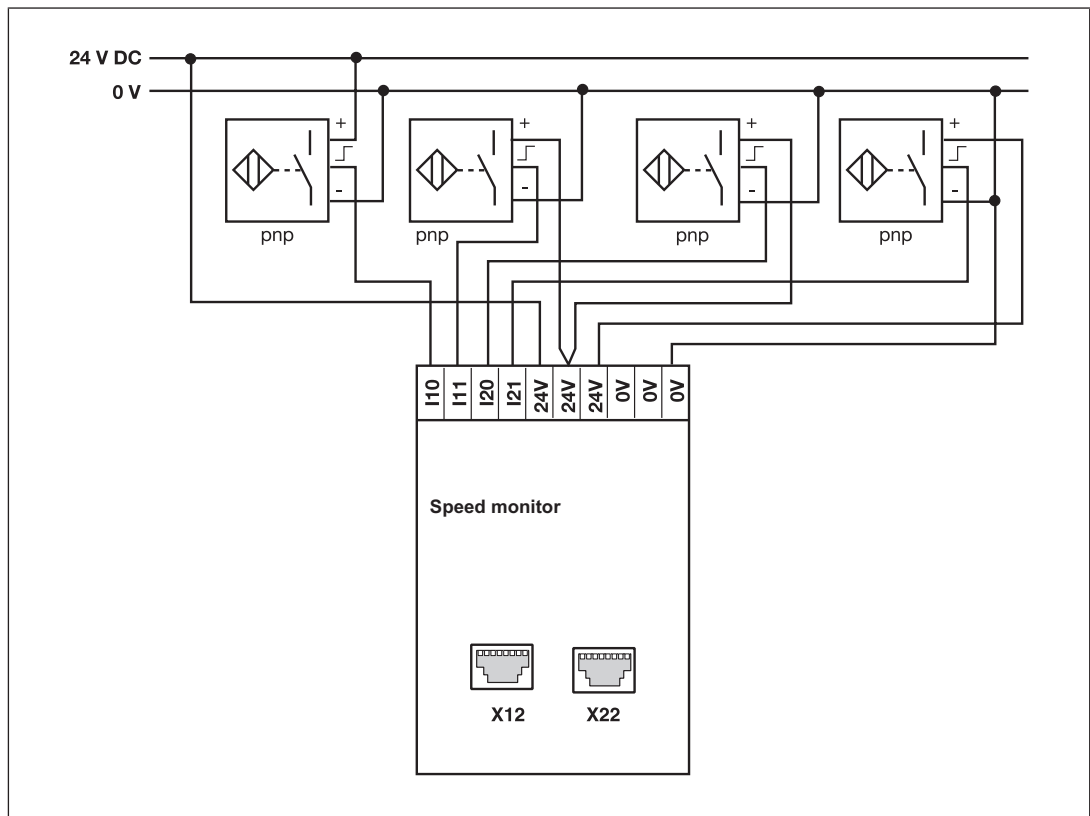 24 V DC
0 V
+ + + +
- - - -
pnp pnp pnp pnp
I10 I11 I20 I21 24V 24V 24V 0V 0V 0V
Speed monitor
X12 X22